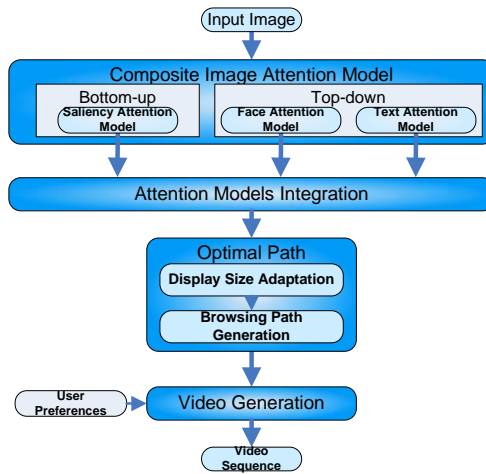 Input Image
Composite Image Attention Model
Bottom-up
Saliency Attention
Model
Top-down
Face Attention
Model
Text Attention
Model
Attention Models Integration
Optimal Path
Display Size Adaptation
Browsing Path
Generation
User
Preferences
Video Generation
Video
Sequence